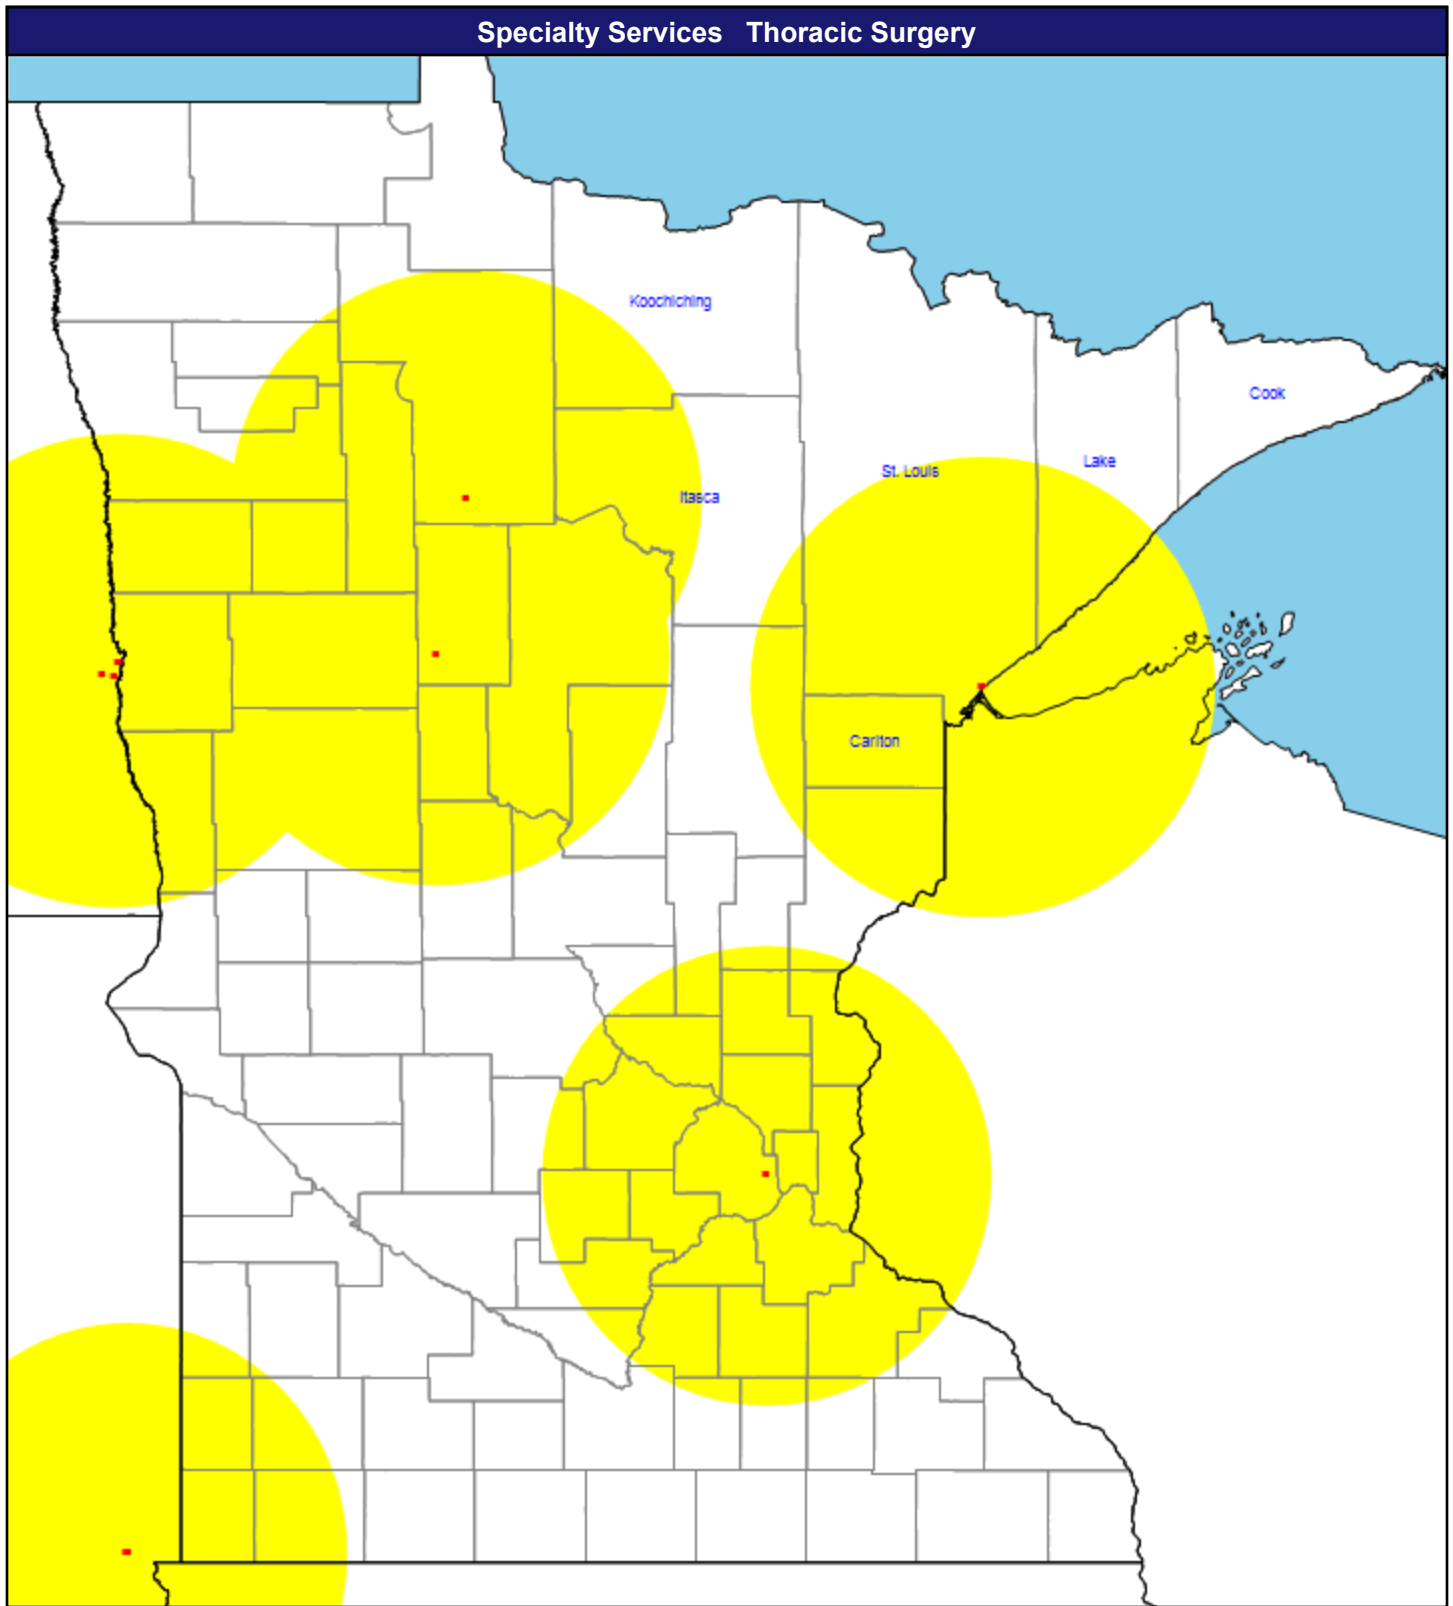 Specialty Services   Thoracic Surgery
Koochiching
Cook
Lake
St. Louis
Itasca
Carlton